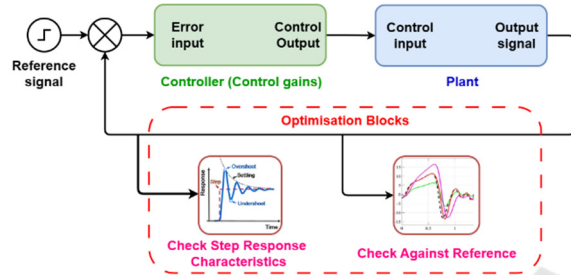 Error
input
Control
Output
Control
input
Output
signal
Reference
signal
Controller (Control gains)
Plant
Optimisation Blocks
Overshoot
Settling
Step
Response
Undershoot
Time
Check Step Response
Characteristics
Check Against Reference